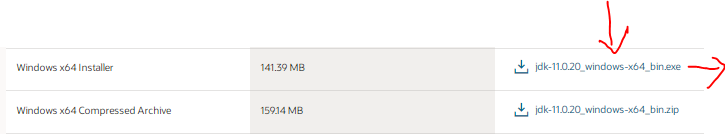 Windows x64 Installer 141.39 MB jdk-11.0.20_windows-x64_bin.exe
Windows x64 Compressed Archive 159.14 MB jdk-11.0.20_windows-x64_bin.zip